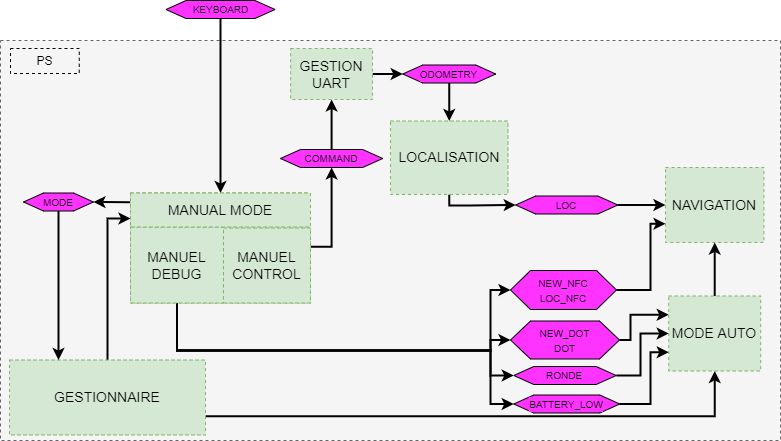 KEYBOARD
PS
GESTION
UART
ODOMETRY
COMMAND
LOCALISATION
MODE
MANUAL MODE
LOC
NAVIGATION
MANUEL
DEBUG
MANUEL
CONTROL
NEW_NFC
LOC_NFC
NEW_DOT
DOT
MODE AUTO
RONDE
GESTIONNAIRE
BATTERY_LOW